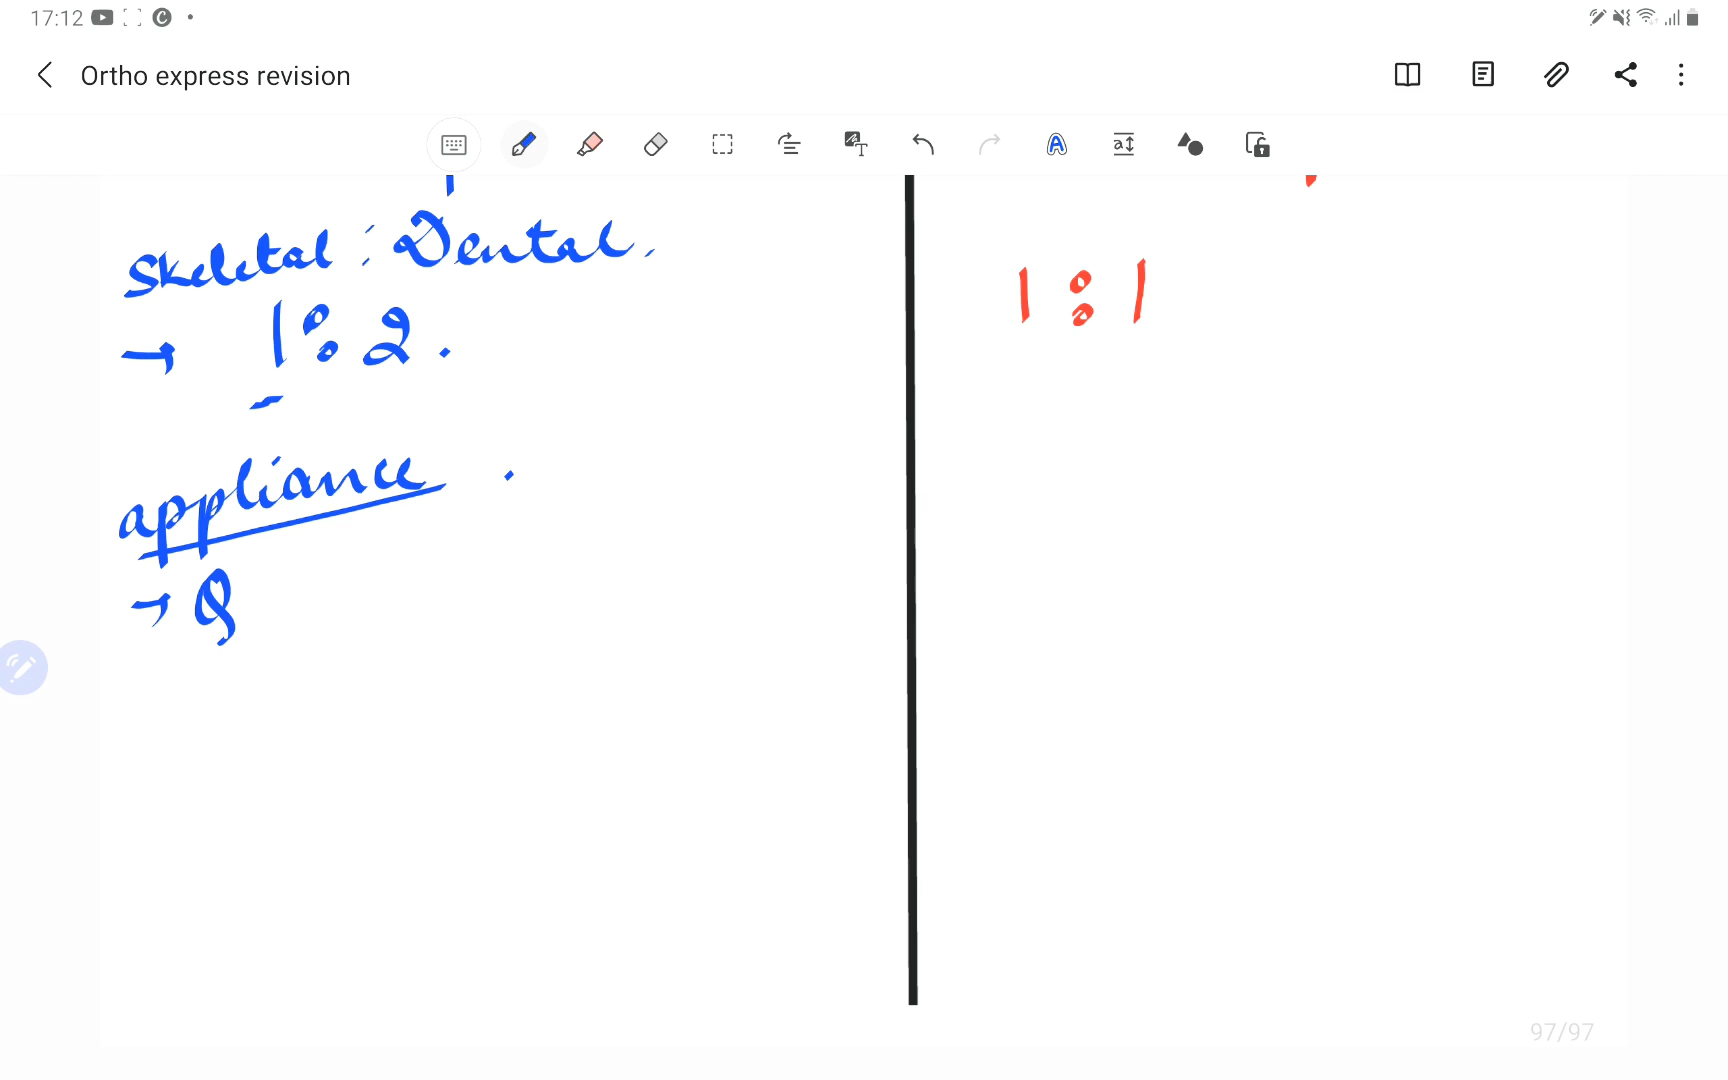 17:12
Ortho express revision
Skeletal : Dental.
→ 1 : 2 .
appliance .
→ Q
1 : 1
97/97